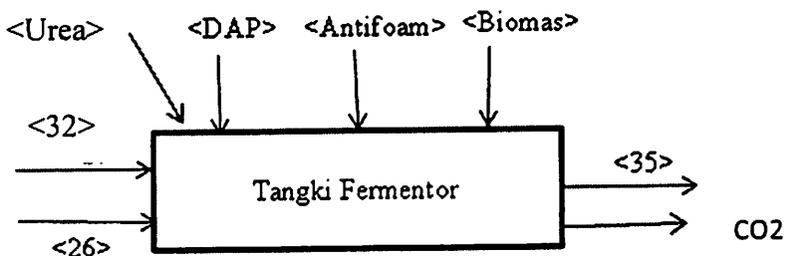 <Urea> <DAP> <Antifoam> <Biomas>
<32>
<35>
Tangki Fermentor
CO2
<26>